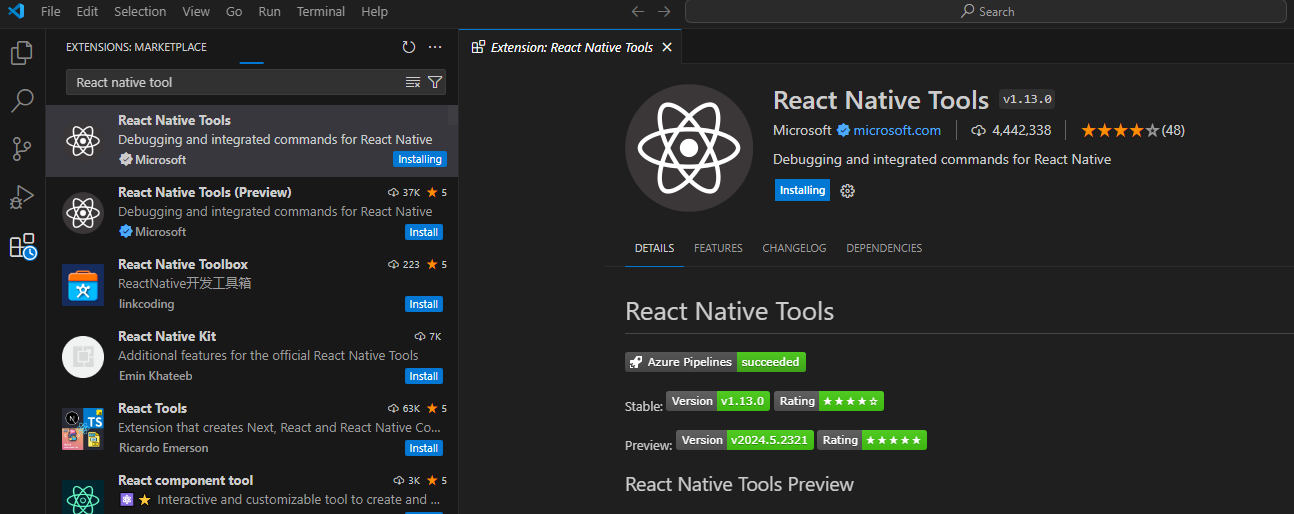 File Edit Selection View Go Run Terminal Help
Search
EXTENSIONS: MARKETPLACE
React native tool
React Native Tools
Debugging and integrated commands for React Native
Microsoft
Installing
React Native Tools (Preview) 37K 5
Debugging and integrated commands for React Native
Microsoft
Install
React Native Toolbox 223 5
ReactNative开发工具箱
linkcoding
Install
React Native Kit 7K
Additional features for the official React Native Tools
Emin Khateeb
Install
React Tools 63K 5
Extension that creates Next, React and React Native Co...
Ricardo Emerson
Install
React component tool 3K 5
Interactive and customizable tool to create and ...
Extension: React Native Tools
React Native Tools v1.13.0
Microsoft microsoft.com 4,442,338 (48)
Debugging and integrated commands for React Native
Installing
DETAILS FEATURES CHANGELOG DEPENDENCIES
React Native Tools
Azure Pipelines succeeded
Stable: Version v1.13.0 Rating ★★★★☆
Preview: Version v2024.5.2321 Rating ★★★★★
React Native Tools Preview